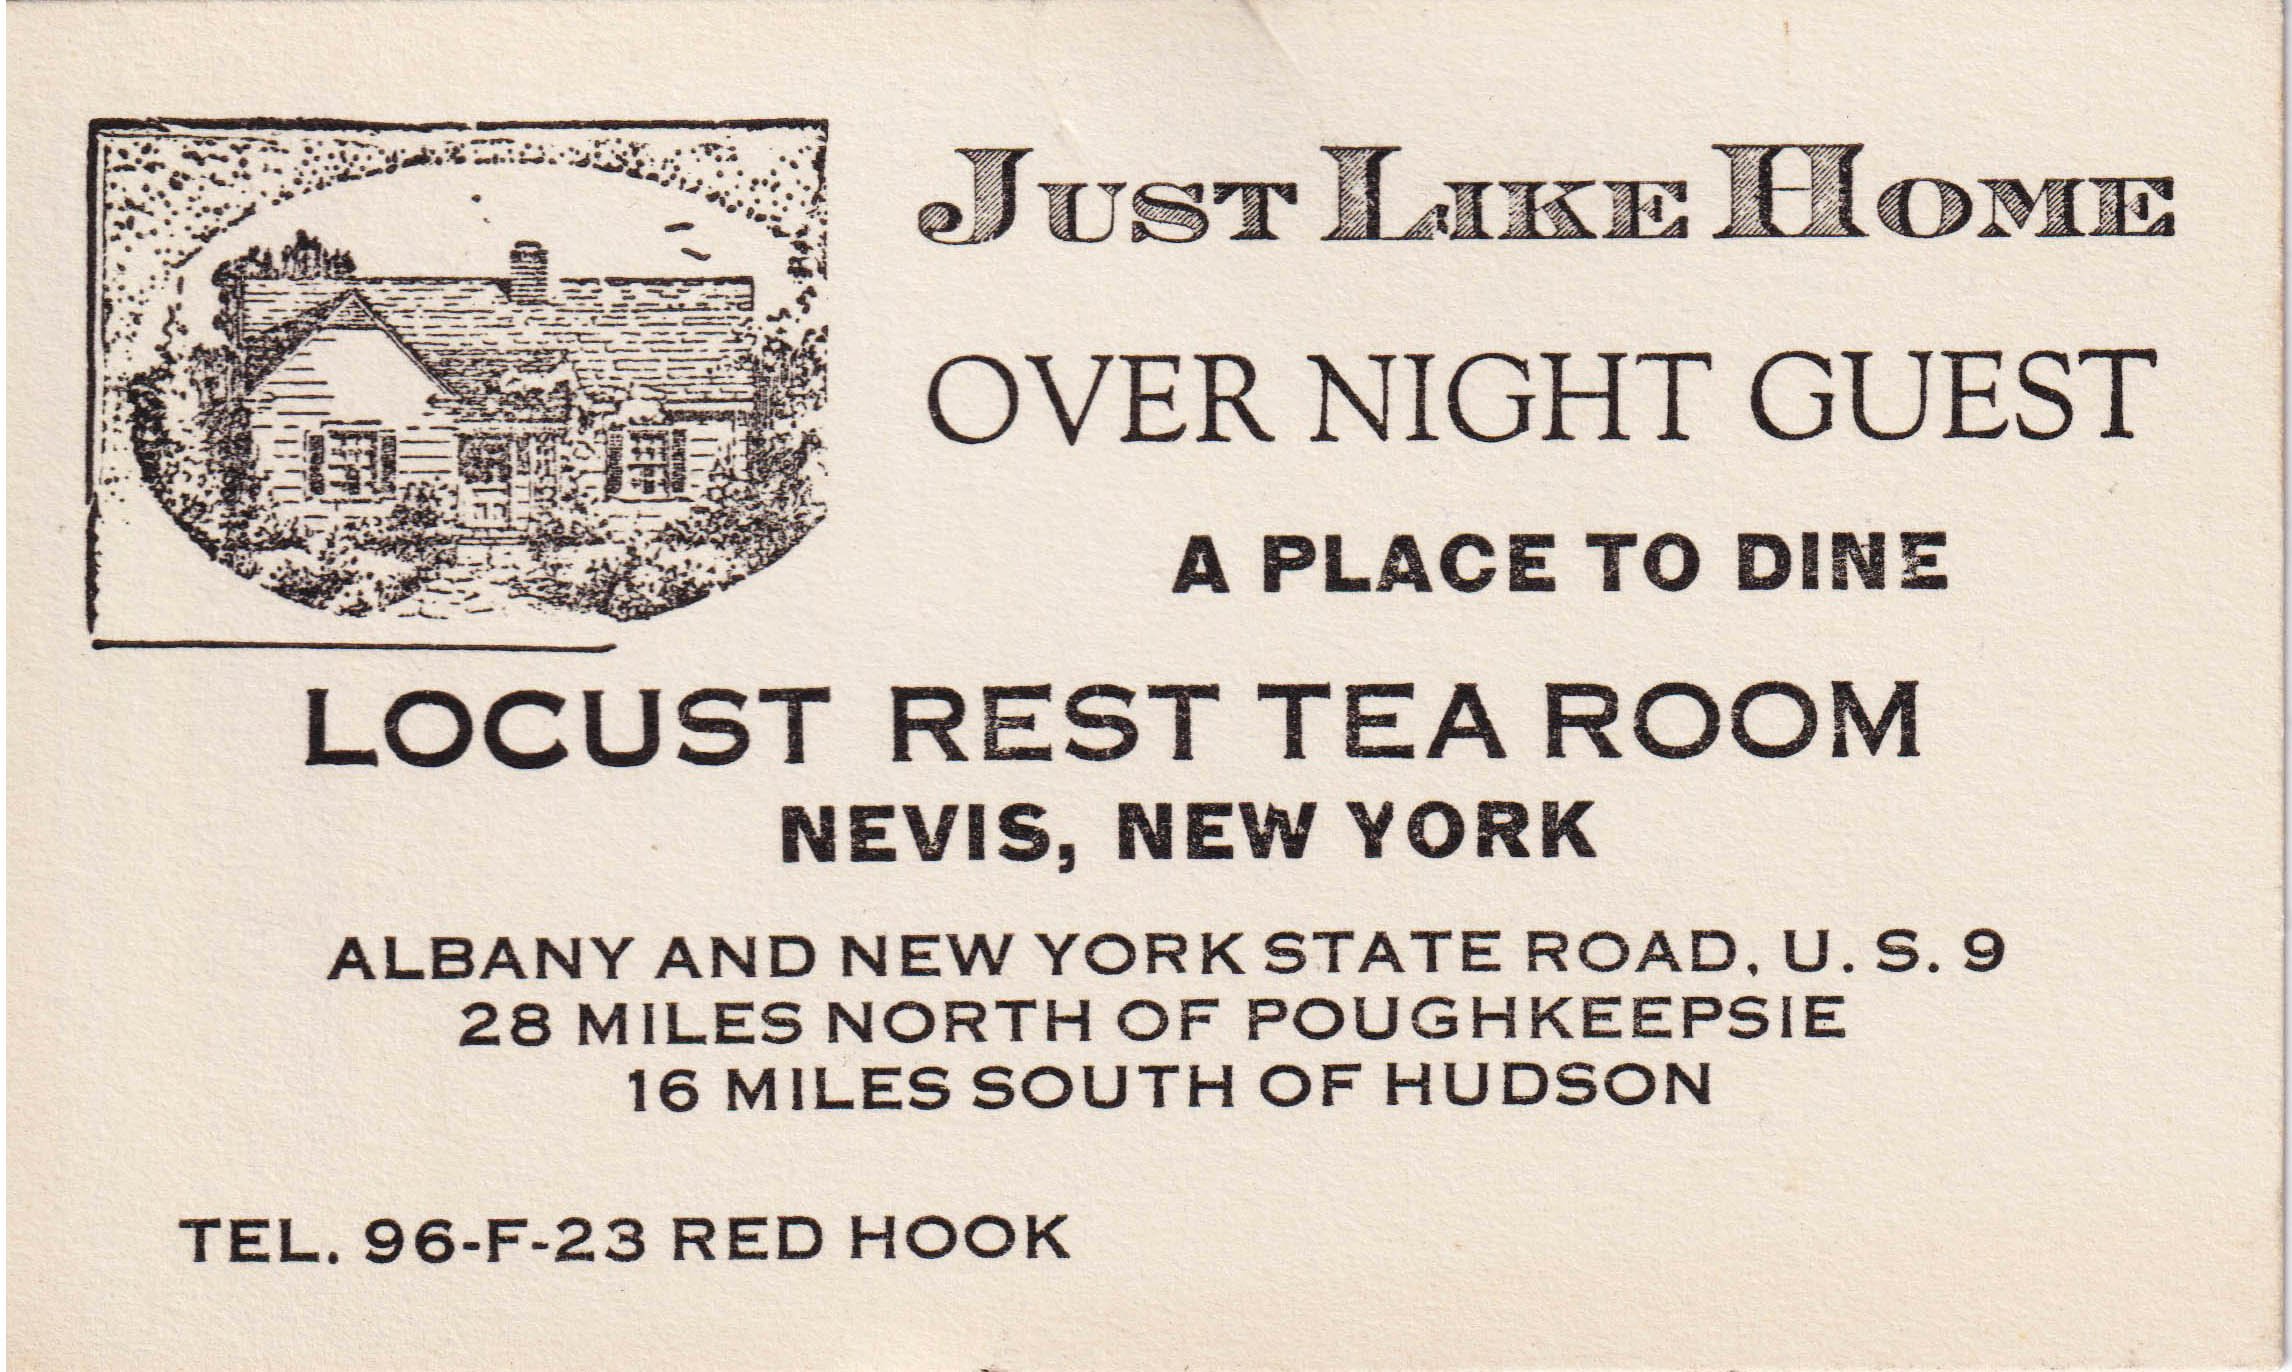 JUST LIKE HOME
OVER NIGHT GUEST
A PLACE TO DINE
LOCUST REST TEA ROOM
NEVIS, NEW YORK
ALBANY AND NEW YORK STATE ROAD, U. S. 9
28 MILES NORTH OF POUGHKEEPSIE
16 MILES SOUTH OF HUDSON
TEL. 96-F-23 RED HOOK